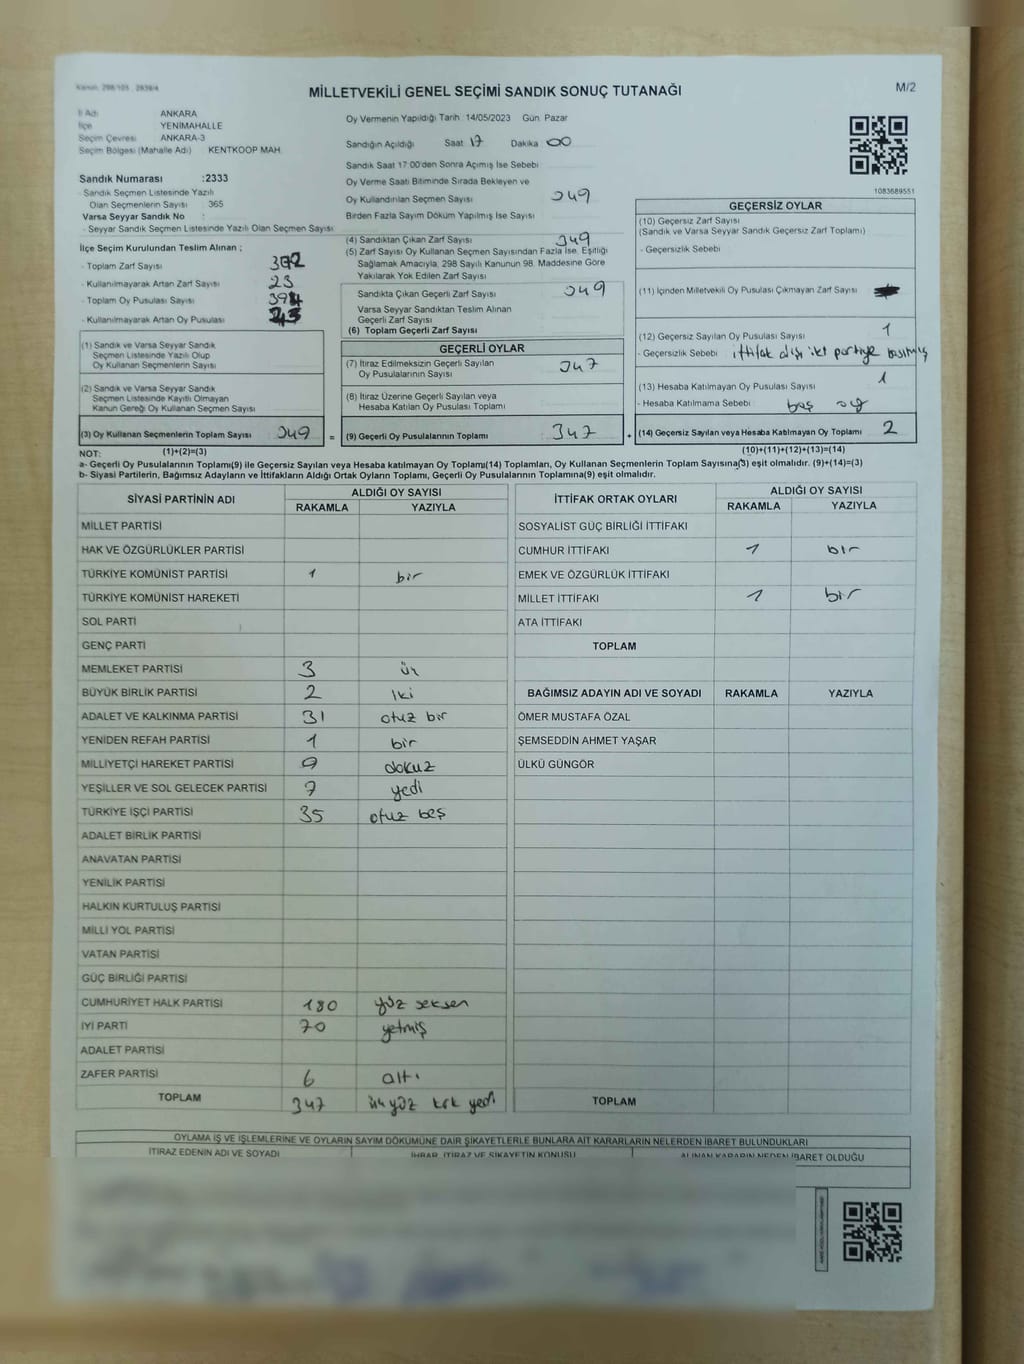 Kanun: 298/105 , 2839/4
MİLLETVEKİLİ GENEL SEÇİMİ SANDIK SONUÇ TUTANAĞI
M/2
İl Adı ANKARA
İlçe YENİMAHALLE
Seçim Çevresi ANKARA-3
Seçim Bölgesi (Mahalle Adı) KENTKOOP MAH
Sandık Numarası :2333
- Sandık Seçmen Listesinde Yazılı
Olan Seçmenlerin Sayısı 365
Varsa Seyyar Sandık No :
- Seyyar Sandık Seçmen Listesinde Yazılı Olan Seçmen Sayısı
İlçe Seçim Kurulundan Teslim Alınan ;
- Toplam Zarf Sayısı
- Kullanılmayarak Artan Zarf Sayısı 23
- Toplam Oy Pusulası Sayısı 394
- Kullanılmayarak Artan Oy Pusulası
(1) Sandık ve Varsa Seyyar Sandık
Seçmen Listesinde Yazılı Olup
Oy Kullanan Seçmenlerin Sayısı
(2) Sandık ve Varsa Seyyar Sandık
Seçmen Listesinde Kayıtlı Olmayan
Kanun Gereği Oy Kullanan Seçmen Sayısı
(3) Oy Kullanan Seçmenlerin Toplam Sayısı 349 =
Oy Vermenin Yapıldığı Tarih 14/05/2023 Gün Pazar
Sandığın Açıldığı Saat 17 Dakika 00
Sandık Saat 17:00'den Sonra Açımış İse Sebebi
Oy Verme Saati Bitiminde Sırada Bekleyen ve
Oy Kullandırılan Seçmen Sayısı 349
Birden Fazla Sayım Döküm Yapılmış İse Sayısı
(4) Sandıktan Çıkan Zarf Sayısı 349
(5) Zarf Sayısı Oy Kullanan Seçmen Sayısından Fazla İse, Eşitliği
Sağlamak Amacıyla, 298 Sayılı Kanunun 98. Maddesine Göre
Yakılarak Yok Edilen Zarf Sayısı
Sandıkta Çıkan Geçerli Zarf Sayısı 349
Varsa Seyyar Sandıktan Teslim Alınan
Geçerli Zarf Sayısı
(6) Toplam Geçerli Zarf Sayısı
GEÇERLİ OYLAR
(7) İtiraz Edilmeksizin Geçerli Sayılan
Oy Pusulalarının Sayısı 347
(8) İtiraz Üzerine Geçerli Sayılan veya
Hesaba Katılan Oy Pusulası Toplamı
(9) Geçerli Oy Pusulalarının Toplamı 347 +
1083689551
GEÇERSİZ OYLAR
(10) Geçersiz Zarf Sayısı
(Sandık ve Varsa Seyyar Sandık Geçersiz Zarf Toplamı)
- Geçersizlik Sebebi
(11) İçinden Milletvekili Oy Pusulası Çıkmayan Zarf Sayısı
(12) Geçersiz Sayılan Oy Pusulası Sayısı 1
- Geçersizlik Sebebi ittifak dışı iki partiye basılmış
(13) Hesaba Katılmayan Oy Pusulası Sayısı 1
- Hesaba Katılmama Sebebi boş oy
(14) Geçersiz Sayılan veya Hesaba Katılmayan Oy Toplamı 2
NOT: (1)+(2)=(3) (10)+(11)+(12)+(13)=(14)
a- Geçerli Oy Pusulalarının Toplamı(9) ile Geçersiz Sayılan veya Hesaba katılmayan Oy Toplamı(14) Toplamları, Oy Kullanan Seçmenlerin Toplam Sayısına(3) eşit olmalıdır. (9)+(14)=(3)
b- Siyasi Partilerin, Bağımsız Adayların ve İttifakların Aldığı Ortak Oyların Toplamı, Geçerli Oy Pusulalarının Toplamına(9) eşit olmalıdır.
SİYASİ PARTİNİN ADI ALDIĞI OY SAYISI
RAKAMLA YAZIYLA
MİLLET PARTİSİ
HAK VE ÖZGÜRLÜKLER PARTİSİ
TÜRKİYE KOMÜNİST PARTİSİ 1 bir
TÜRKİYE KOMÜNİST HAREKETİ
SOL PARTİ
GENÇ PARTİ
MEMLEKET PARTİSİ 3 üç
BÜYÜK BİRLİK PARTİSİ 2 iki
ADALET VE KALKINMA PARTİSİ 31 otuz bir
YENİDEN REFAH PARTİSİ 1 bir
MİLLİYETÇİ HAREKET PARTİSİ 9 dokuz
YEŞİLLER VE SOL GELECEK PARTİSİ 7 yedi
TÜRKİYE İŞÇİ PARTİSİ 35 otuz beş
ADALET BİRLİK PARTİSİ
ANAVATAN PARTİSİ
YENİLİK PARTİSİ
HALKIN KURTULUŞ PARTİSİ
MİLLİ YOL PARTİSİ
VATAN PARTİSİ
GÜÇ BİRLİĞİ PARTİSİ
CUMHURİYET HALK PARTİSİ 180 yüz seksen
İYİ PARTİ 70 yetmiş
ADALET PARTİSİ
ZAFER PARTİSİ 6 altı
TOPLAM 347 üçyüz kırk yedi
İTTİFAK ORTAK OYLARI ALDIĞI OY SAYISI
RAKAMLA YAZIYLA
SOSYALİST GÜÇ BİRLİĞİ İTTİFAKI
CUMHUR İTTİFAKI 1 bir
EMEK VE ÖZGÜRLÜK İTTİFAKI
MİLLET İTTİFAKI 1 bir
ATA İTTİFAKI
TOPLAM
BAĞIMSIZ ADAYIN ADI VE SOYADI RAKAMLA YAZIYLA
ÖMER MUSTAFA ÖZAL
ŞEMSEDDİN AHMET YAŞAR
ÜLKÜ GÜNGÖR
TOPLAM
OYLAMA İŞ VE İŞLEMLERİNE VE OYLARIN SAYIM DÖKÜMÜNE DAİR ŞİKAYETLERLE BUNLARA AİT KARARLARIN NELERDEN İBARET BULUNDUKLARI
İTİRAZ EDENİN ADI VE SOYADI İHBAR, İTİRAZ VE ŞİKAYETİN KONUSU ALINAN KARARIN NEDEN İBARET OLDUĞU